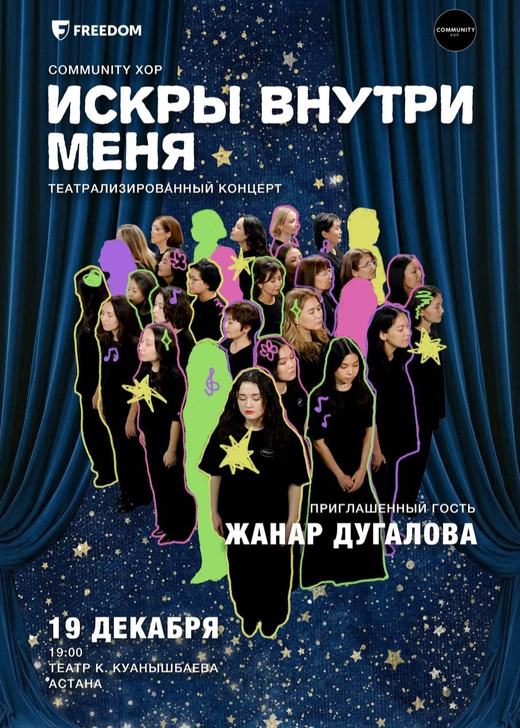 FREEDOM
COMMUNITY
ХОР
COMMUNITY ХОР
ИСКРЫ ВНУТРИ
МЕНЯ
ТЕАТРАЛИЗИРОВАННЫЙ КОНЦЕРТ
ПРИГЛАШЕННЫЙ ГОСТЬ
ЖАНАР ДУГАЛОВА
19 ДЕКАБРЯ
19:00
ТЕАТР К. КУАНЫШБАЕВА
АСТАНА